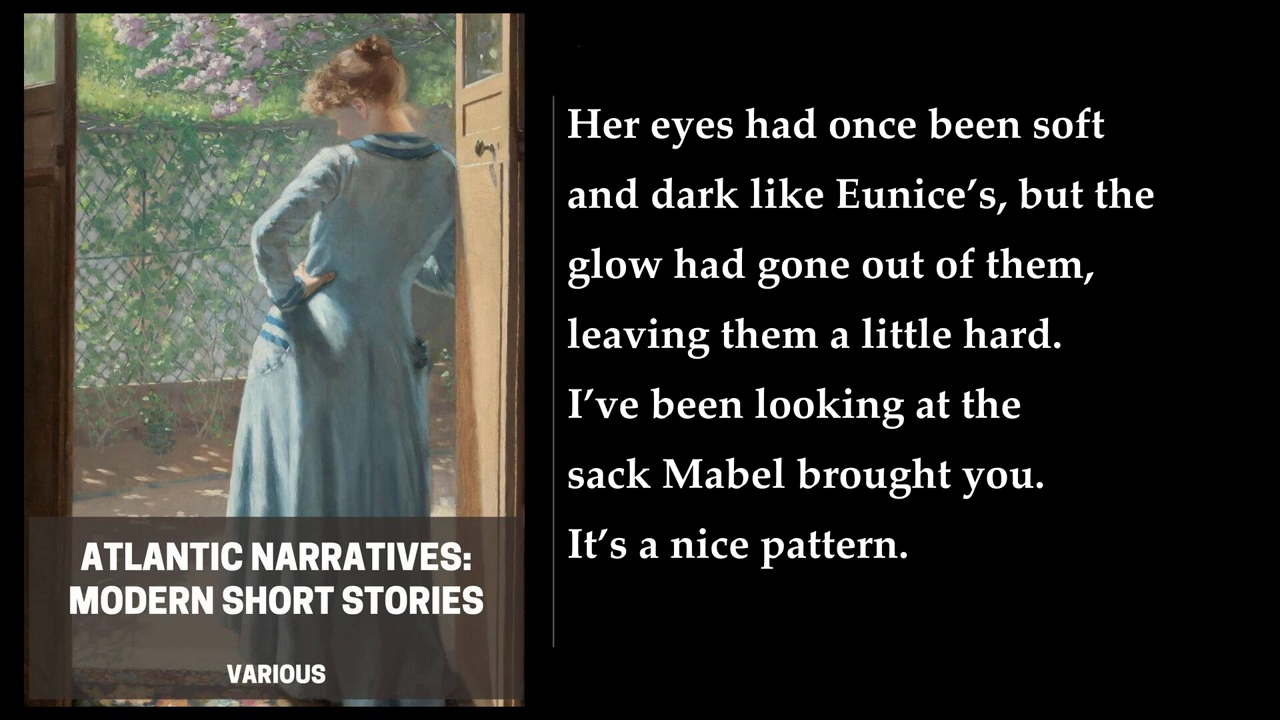 ATLANTIC NARRATIVES:
MODERN SHORT STORIES
VARIOUS
Her eyes had once been soft
and dark like Eunice’s, but the
glow had gone out of them,
leaving them a little hard.
I’ve been looking at the
sack Mabel brought you.
It’s a nice pattern.